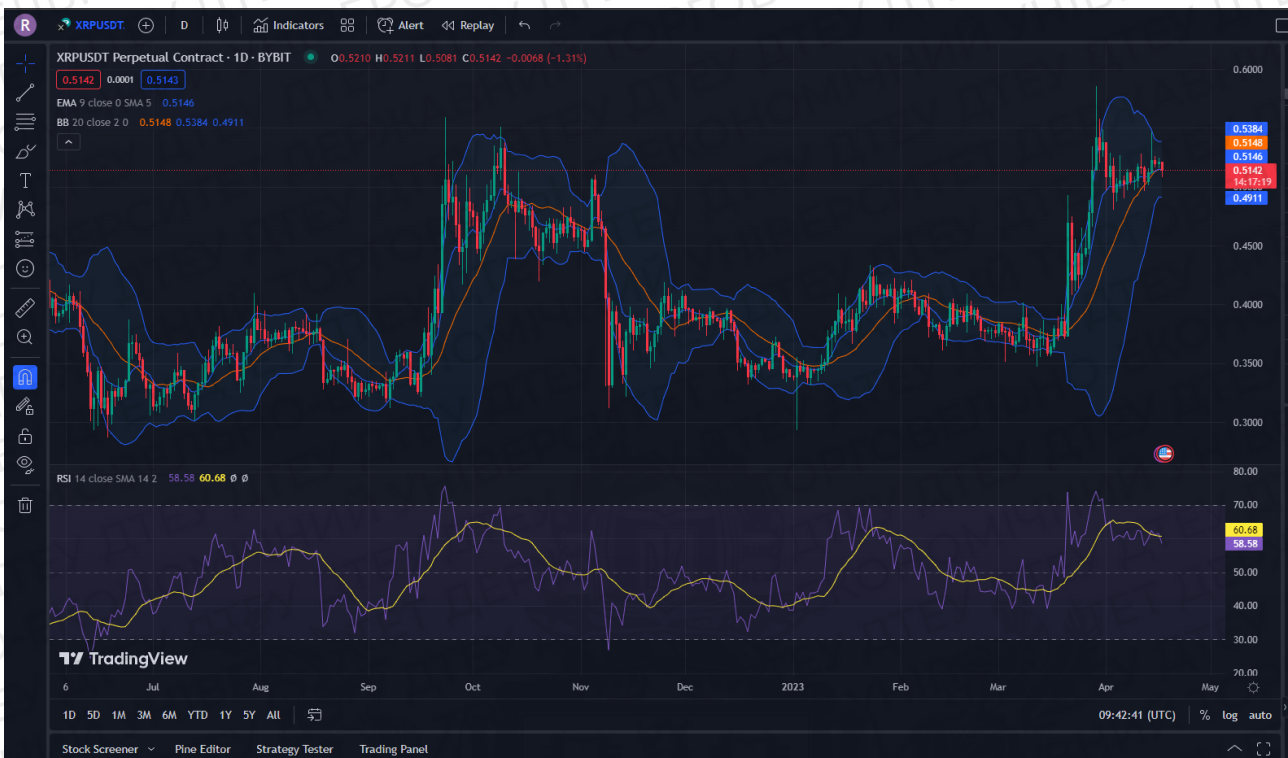 R XRPUSDT. D Indicators Alert Replay
XRPUSDT Perpetual Contract · 1D · BYBIT O0.5210 H0.5211 L0.5081 C0.5142 −0.0068 (−1.31%)
0.5142 0.0001 0.5143
EMA 9 close 0 SMA 5 0.5146
BB 20 close 2 0 0.5148 0.5384 0.4911
0.6000
0.5384
0.5148
0.5146
0.5142
14:17:19
0.4911
0.4500
0.4000
0.3500
0.3000
RSI 14 close SMA 14 2 58.58 60.68 Ø Ø
80.00
70.00
60.68
58.58
50.00
40.00
30.00
20.00
TradingView
6 Jul Aug Sep Oct Nov Dec 2023 Feb Mar Apr May
1D 5D 1M 3M 6M YTD 1Y 5Y All 09:42:41 (UTC) % log auto
Stock Screener Pine Editor Strategy Tester Trading Panel